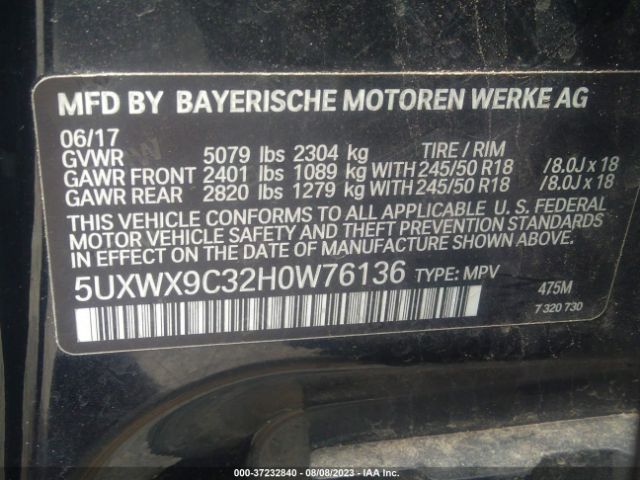 MFD BY BAYERISCHE MOTOREN WERKE AG
06/17
GVWR 5079 lbs 2304 kg TIRE / RIM
GAWR FRONT 2401 lbs 1089 kg WITH 245/50 R18 /8.0J x 18
GAWR REAR 2820 lbs 1279 kg WITH 245/50 R18 /8.0J x 18
THIS VEHICLE CONFORMS TO ALL APPLICABLE U. S. FEDERAL
MOTOR VEHICLE SAFETY AND THEFT PREVENTION STANDARDS
IN EFFECT ON THE DATE OF MANUFACTURE SHOWN ABOVE.
5UXWX9C32H0W76136 TYPE: MPV 475M
7 320 730
000-37232840 - 08/08/2023 - IAA Inc.